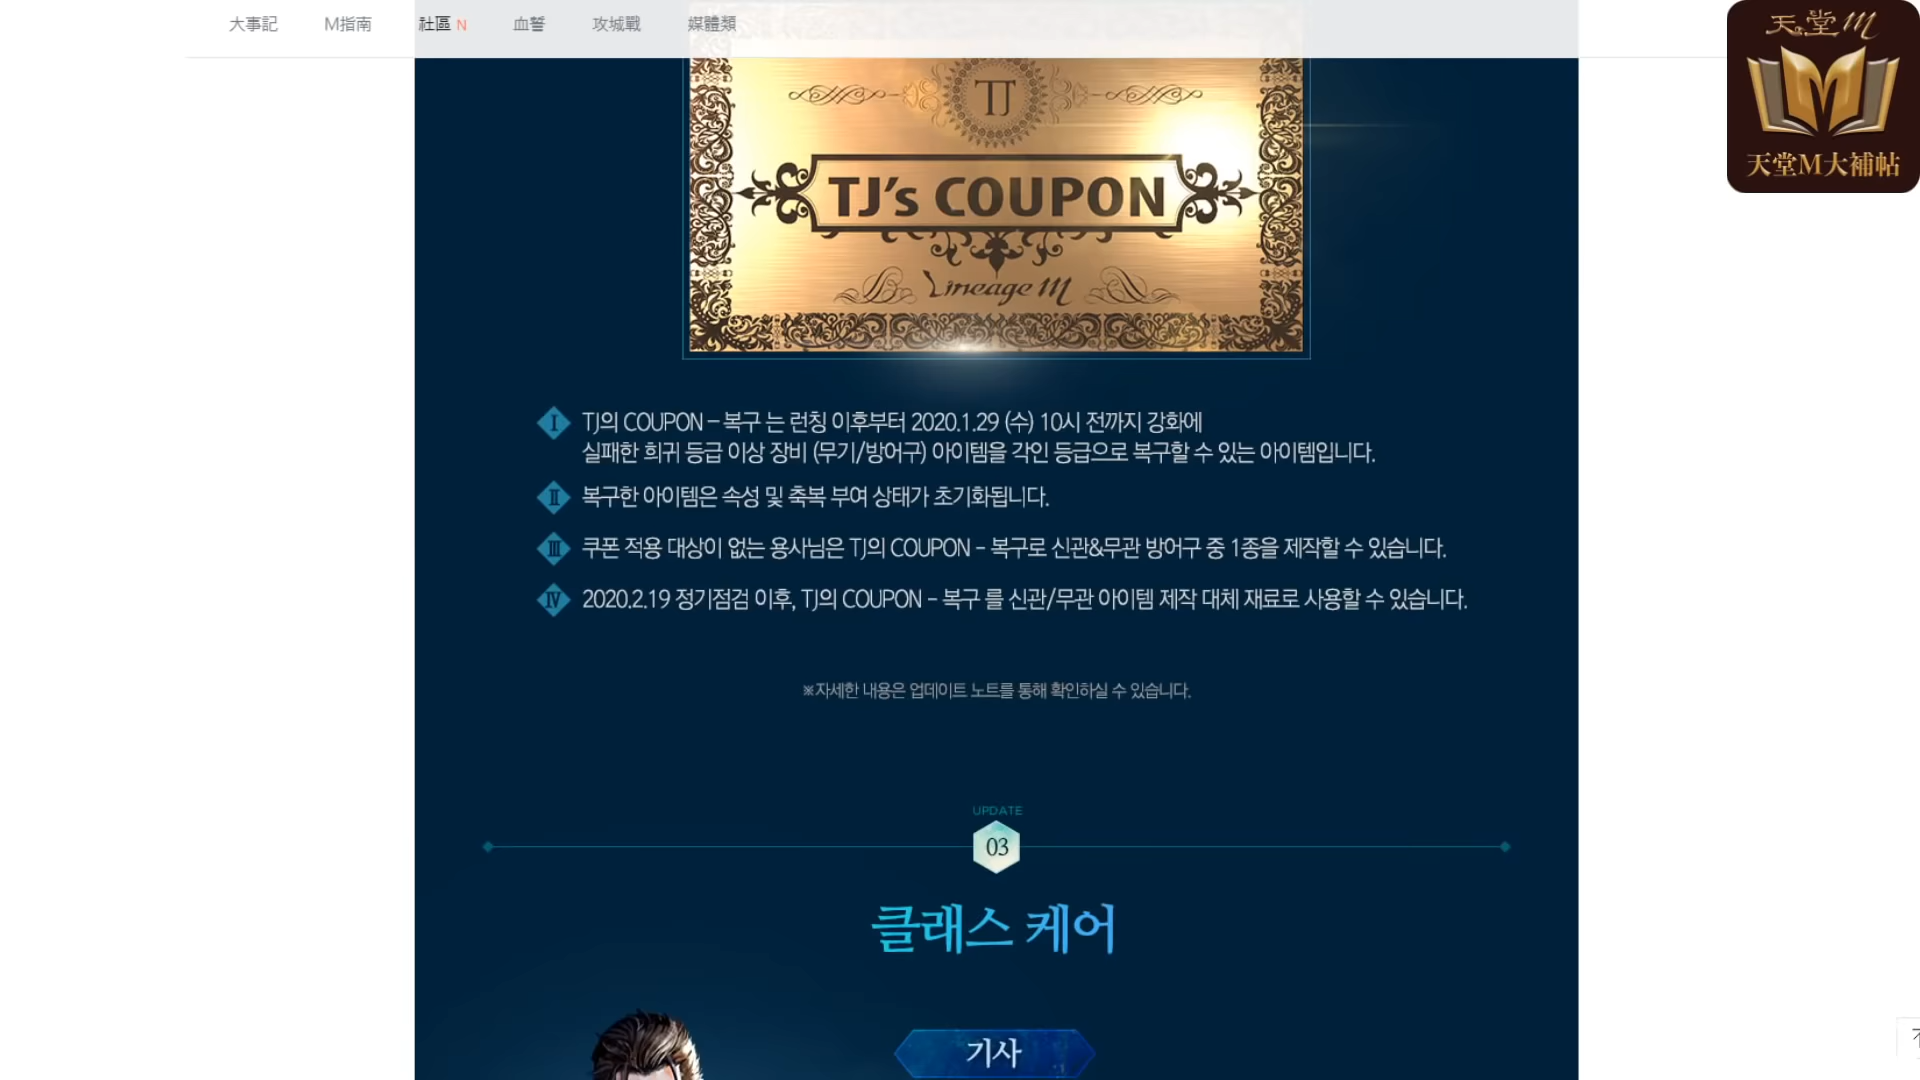 大事記 M指南 社區 N 血誓 攻城戰 媒體類
天堂M
天堂M大補帖
TJ
TJ's COUPON
Lineage M
I TJ의 COUPON – 복구 는 런칭 이후부터 2020.1.29 (수) 10시 전까지 강화에
실패한 희귀 등급 이상 장비 (무기/방어구) 아이템을 각인 등급으로 복구할 수 있는 아이템입니다.
II 복구한 아이템은 속성 및 축복 부여 상태가 초기화됩니다.
III 쿠폰 적용 대상이 없는 용사님은 TJ의 COUPON - 복구로 신관&무관 방어구 중 1종을 제작할 수 있습니다.
IV 2020.2.19 정기점검 이후, TJ의 COUPON - 복구 를 신관/무관 아이템 제작 대체 재료로 사용할 수 있습니다.
※자세한 내용은 업데이트 노트를 통해 확인하실 수 있습니다.
UPDATE
03
클래스 케어
기사